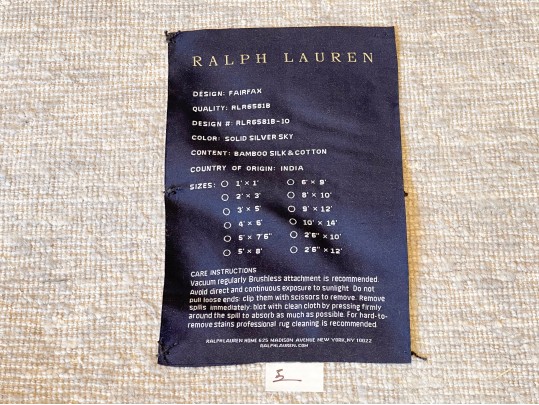 RALPH LAUREN
DESIGN: FAIRFAX
QUALITY: RLR6581B
DESIGN #: RLR6581B-10
COLOR: SOLID SILVER SKY
CONTENT: BAMBOO SILK & COTTON
COUNTRY OF ORIGIN: INDIA
SIZES: 1' × 1' 6' × 9'
2' × 3' 8' × 10'
3' × 5' 9' × 12'
4' × 6' 10' × 14'
5' × 7'6" 2'6" × 10'
5' × 8' 2'6" × 12'
CARE INSTRUCTIONS
Vacuum regularly Brushless attachment is recommended.
Avoid direct and continuous exposure to sunlight Do not
pull loose ends: clip them with scissors to remove. Remove
spills immediately: blot with clean cloth by pressing firmly
around the spill to absorb as much as possible. For hard-to-
remove stains professional rug cleaning is recommended.
RALPHLAUREN HOME 625 MADISON AVENUE NEW YORK, NY 10022
RALPHLAUREN.COM
5